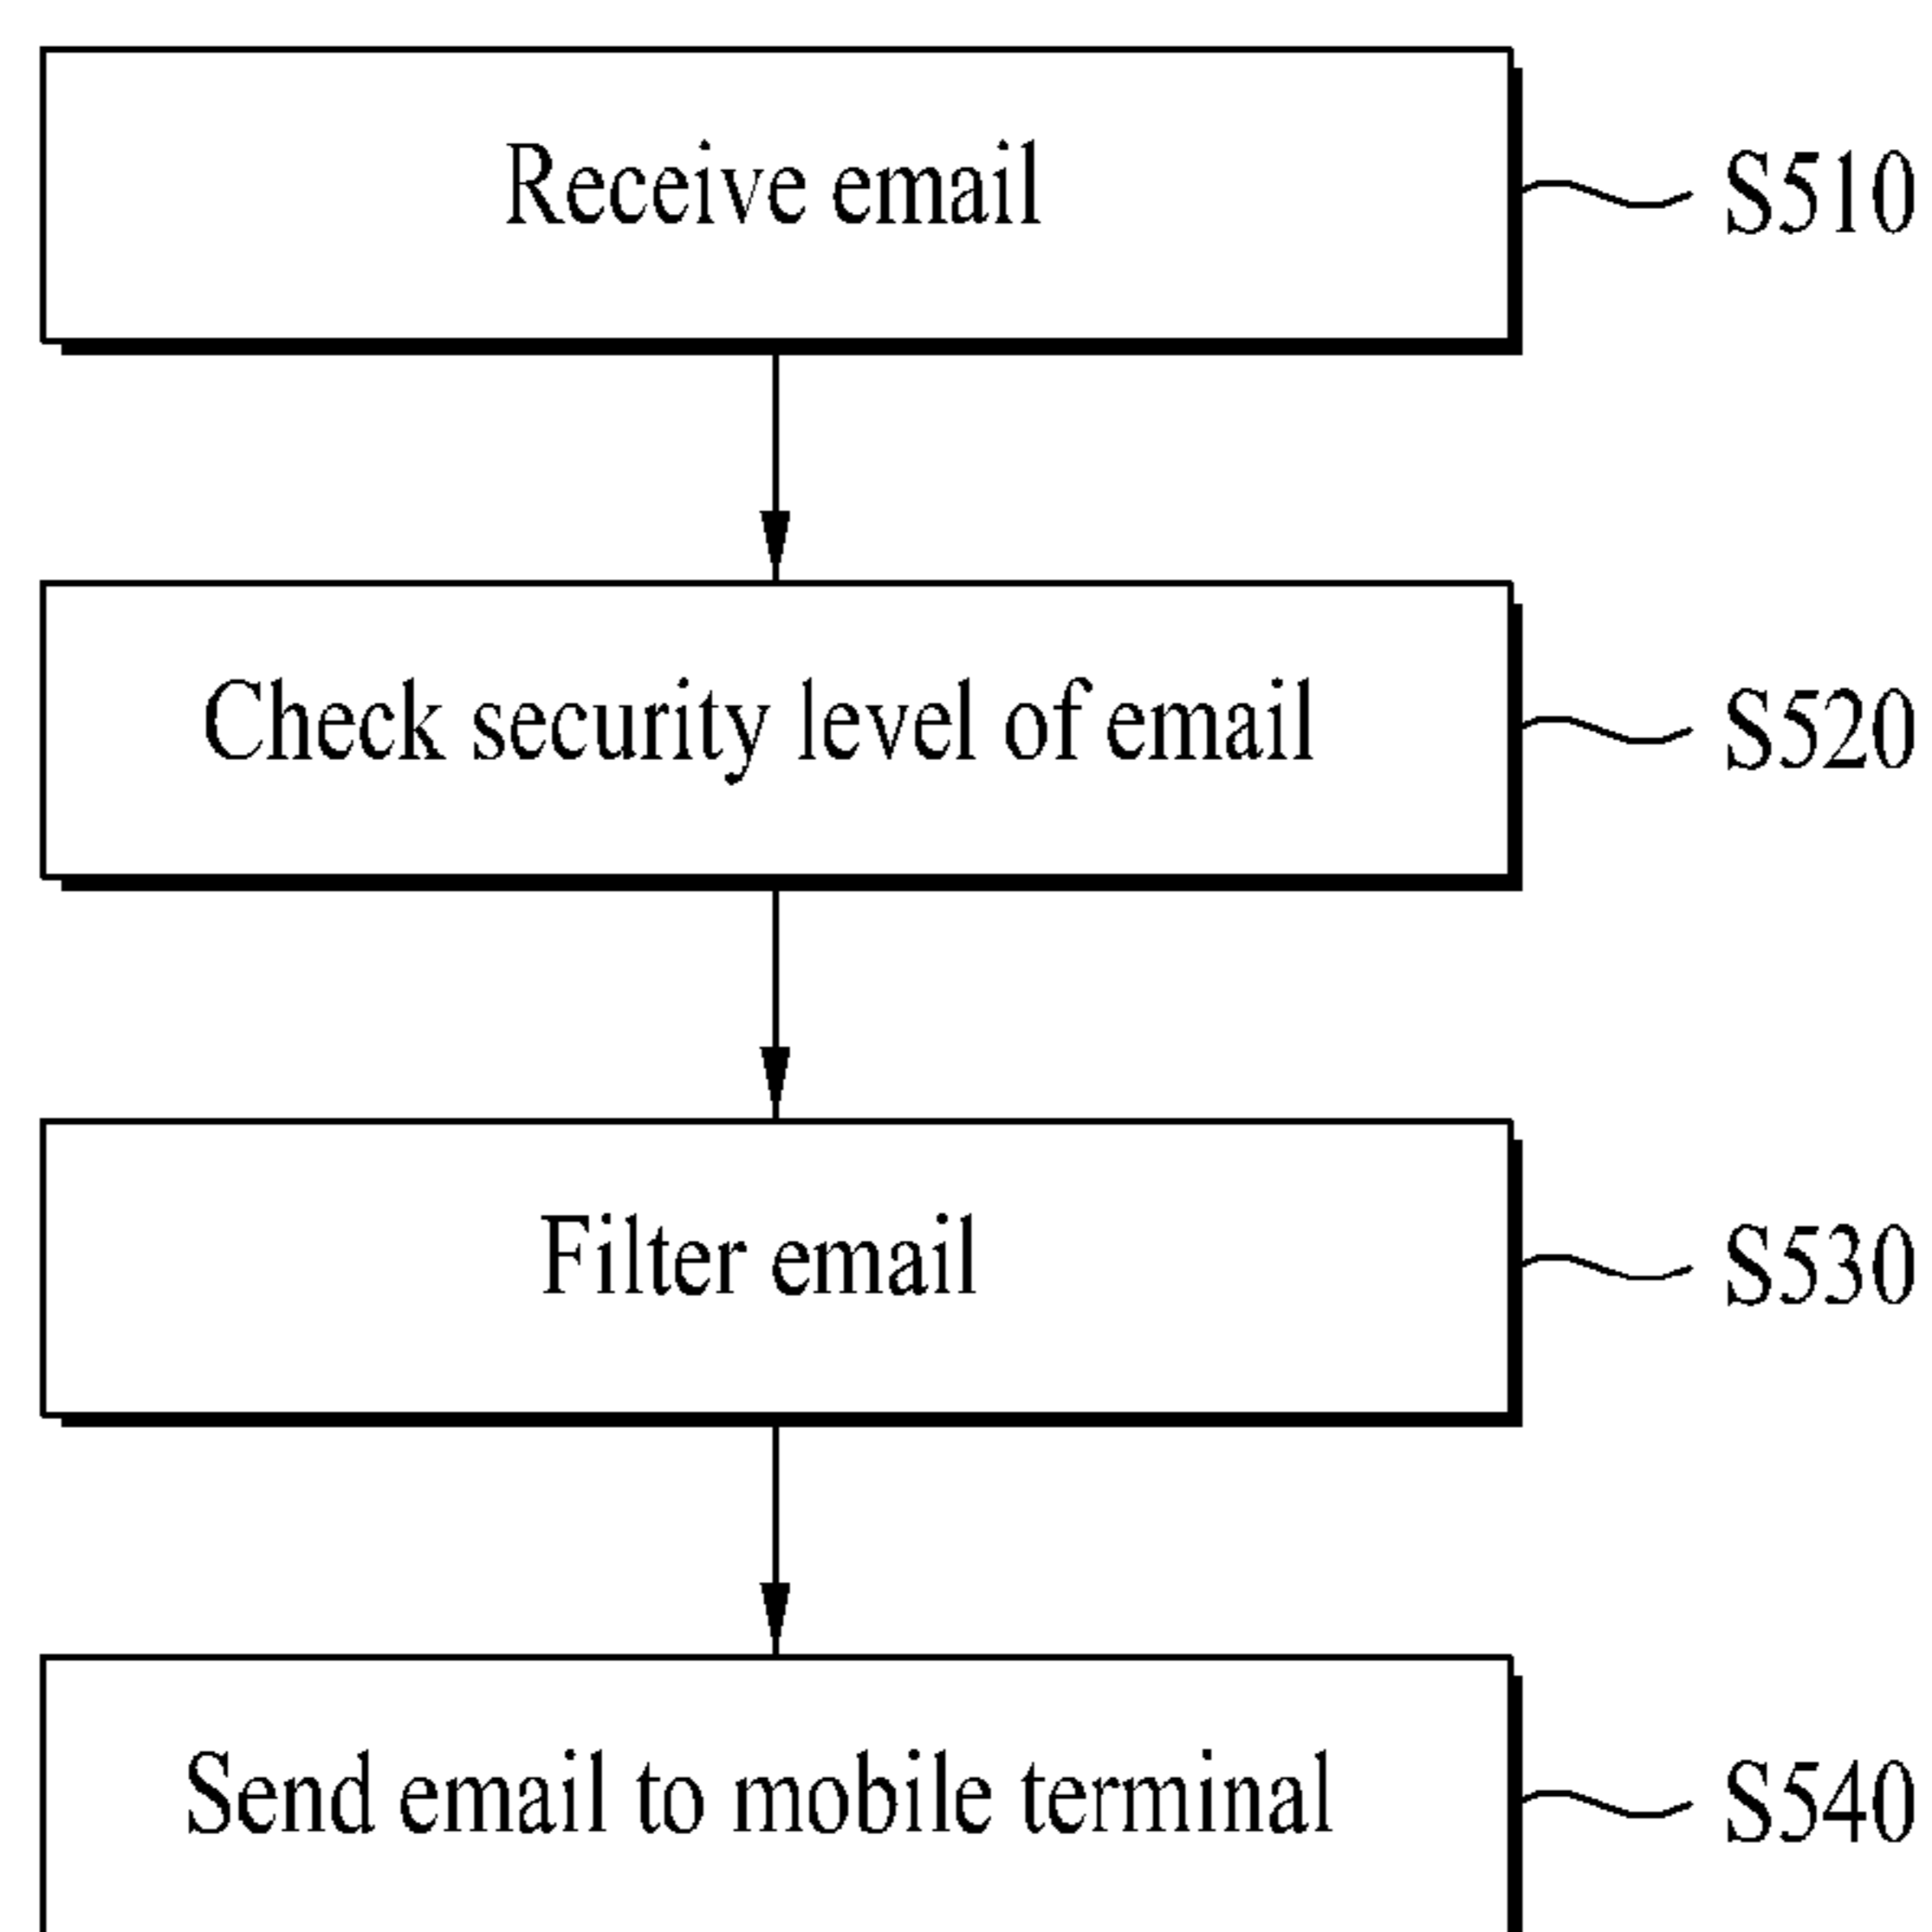 Receive email
S510
Check security level of email
S520
Filter email
S530
Send email to mobile terminal
S540